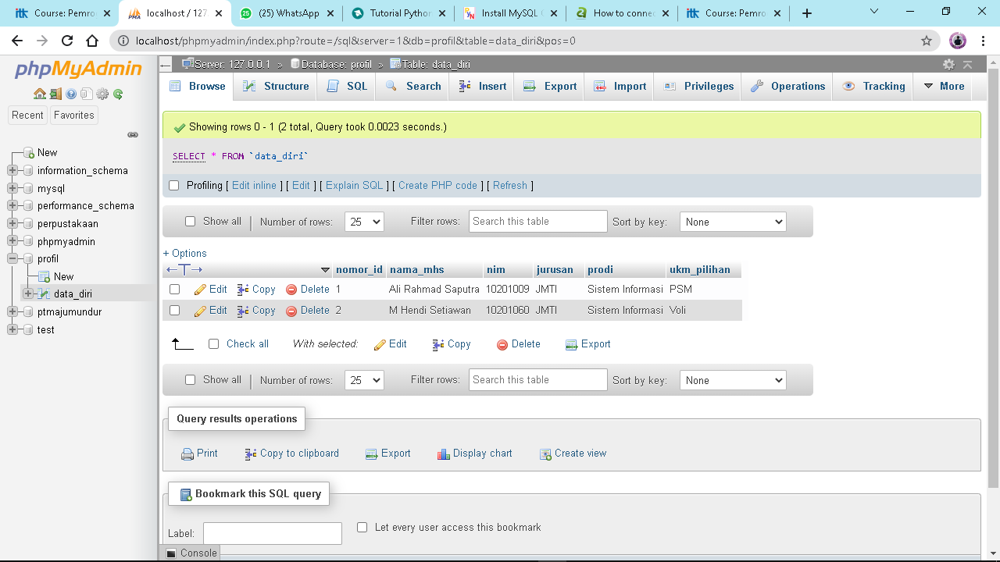 Course: Pemro
localhost / 127
(25) WhatsApp
Tutorial Python
Install MySQL
How to connec
Course: Pemro
localhost/phpmyadmin/index.php?route=/sql&server=1&db=profil&table=data_diri&pos=0
phpMyAdmin
Recent Favorites
New
information_schema
mysql
performance_schema
perpustakaan
phpmyadmin
profil
New
data_diri
ptmajumundur
test
Server: 127.0.0.1 » Database: profil » Table: data_diri
Browse Structure SQL Search Insert Export Import Privileges Operations Tracking More
Showing rows 0 - 1 (2 total, Query took 0.0023 seconds.)
SELECT * FROM `data_diri`
Profiling [ Edit inline ] [ Edit ] [ Explain SQL ] [ Create PHP code ] [ Refresh ]
Show all | Number of rows: 25 Filter rows: Search this table Sort by key: None
+ Options
nomor_id nama_mhs nim jurusan prodi ukm_pilihan
Edit Copy Delete 1 Ali Rahmad Saputra 10201009 JMTI Sistem Informasi PSM
Edit Copy Delete 2 M Hendi Setiawan 10201060 JMTI Sistem Informasi Voli
Check all With selected: Edit Copy Delete Export
Show all | Number of rows: 25 Filter rows: Search this table Sort by key: None
Query results operations
Print Copy to clipboard Export Display chart Create view
Bookmark this SQL query
Label: Let every user access this bookmark
Console